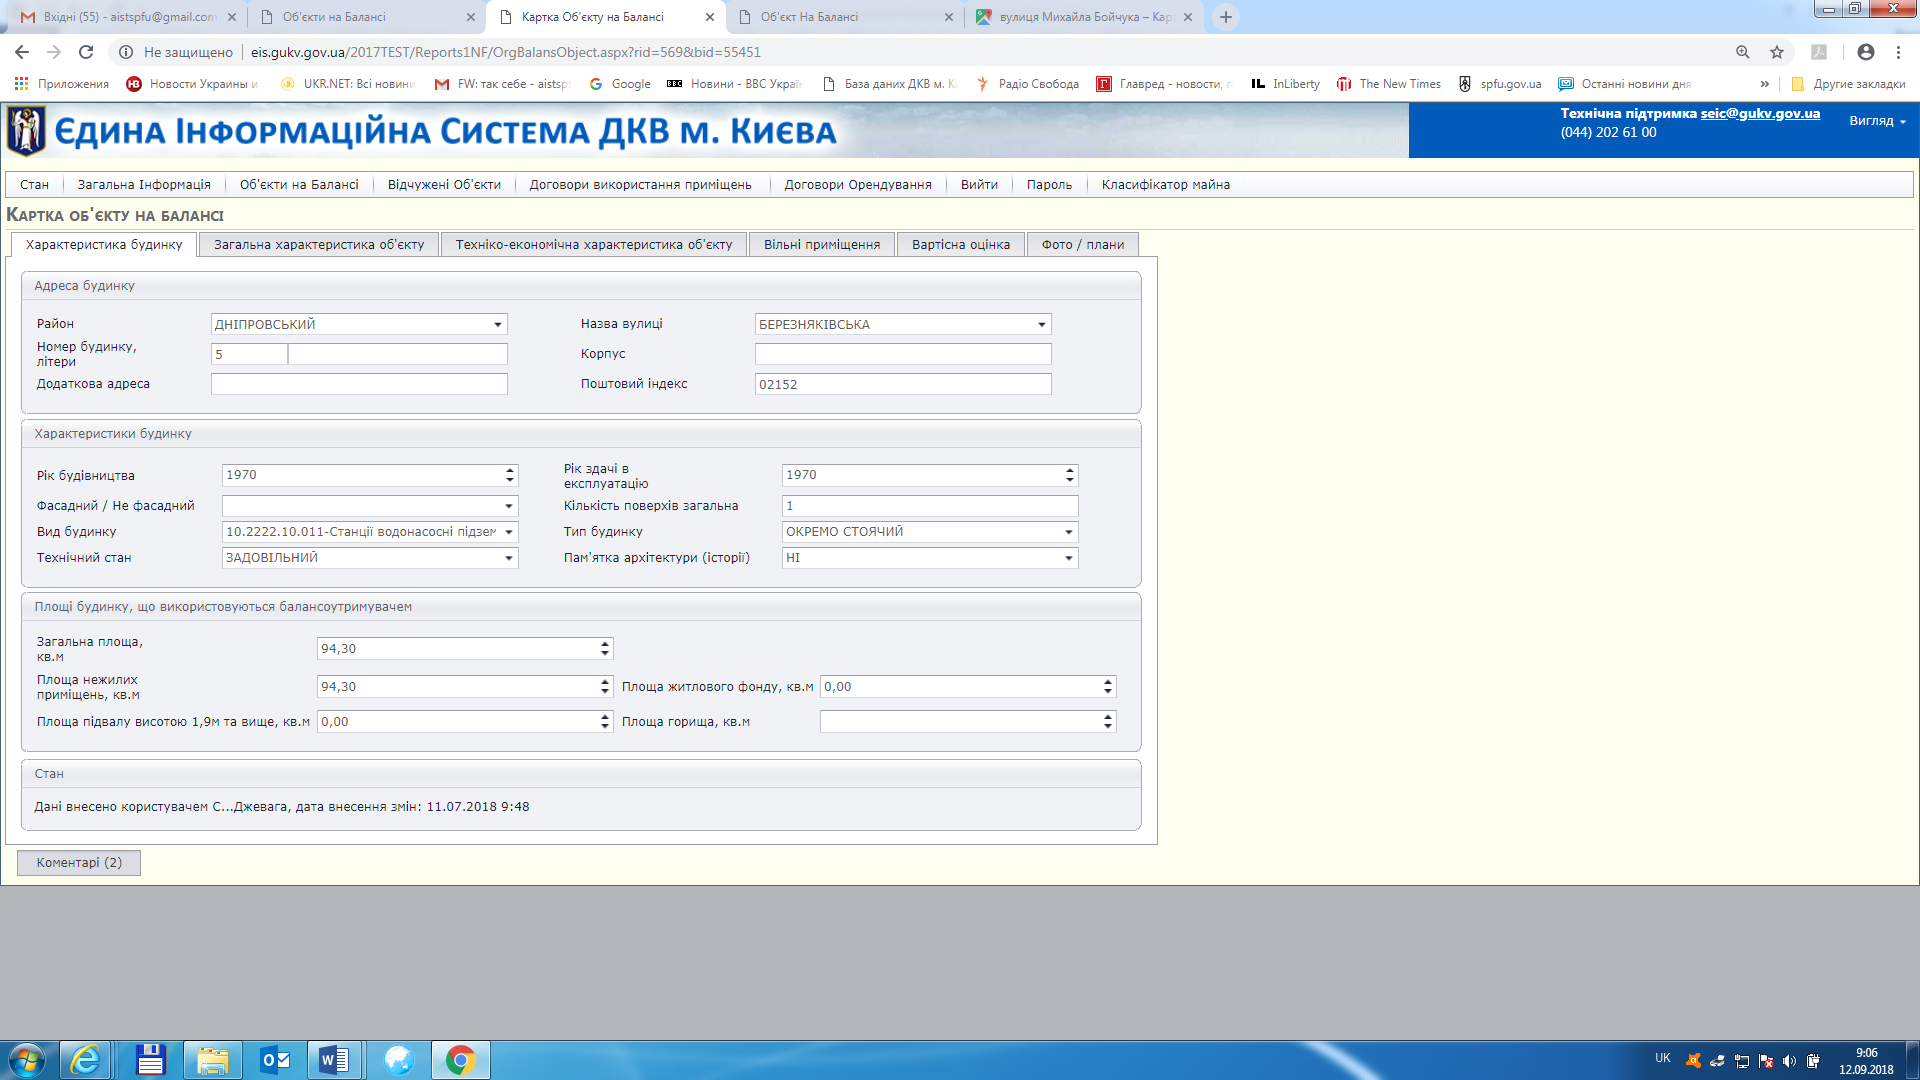 Вхідні (55) - aistspfu@gmail.com
Об'єкти на Балансі
Картка Об'єкту на Балансі
Об'єкт На Балансі
вулиця Михайла Бойчука – Кар
Не защищено
eis.gukv.gov.ua/2017TEST/Reports1NF/OrgBalansObject.aspx?rid=569&bid=55451
Приложения
Новости Украины и
UKR.NET: Всі новини
FW: так себе - aistsp
Google
BBC Новини - BBC Украї
База даних ДКВ м. К
Радіо Свобода
Главред - новости, п
IL InLiberty
The New Times
spfu.gov.ua
Останні новини дня
»
Другие закладки
Єдина Інформаційна Система ДКВ м. Києва
Технічна підтримка seic@gukv.gov.ua
(044) 202 61 00
Вигляд
Стан
Загальна Інформація
Об'єкти на Балансі
Відчужені Об'єкти
Договори використання приміщень
Договори Орендування
Вийти
Пароль
Класифікатор майна
Картка об'єкту на балансі
Характеристика будинку
Загальна характеристика об'єкту
Техніко-економічна характеристика об'єкту
Вільні приміщення
Вартісна оцінка
Фото / плани
Адреса будинку
Район
ДНІПРОВСЬКИЙ
Назва вулиці
БЕРЕЗНЯКІВСЬКА
Номер будинку,
літери
5
Корпус
Додаткова адреса
Поштовий індекс
02152
Характеристики будинку
Рік будівництва
1970
Рік здачі в
експлуатацію
1970
Фасадний / Не фасадний
Кількість поверхів загальна
1
Вид будинку
10.2222.10.011-Станції водонасосні підзем
Тип будинку
ОКРЕМО СТОЯЧИЙ
Технічний стан
ЗАДОВІЛЬНИЙ
Пам'ятка архітектури (історії)
НІ
Площі будинку, що використовуються балансоутримувачем
Загальна площа,
кв.м
94,30
Площа нежилих
приміщень, кв.м
94,30
Площа житлового фонду, кв.м
0,00
Площа підвалу висотою 1,9м та вище, кв.м
0,00
Площа горища, кв.м
Стан
Дані внесено користувачем С...Джевага, дата внесення змін: 11.07.2018 9:48
Коментарі (2)
UK
9:06
12.09.2018